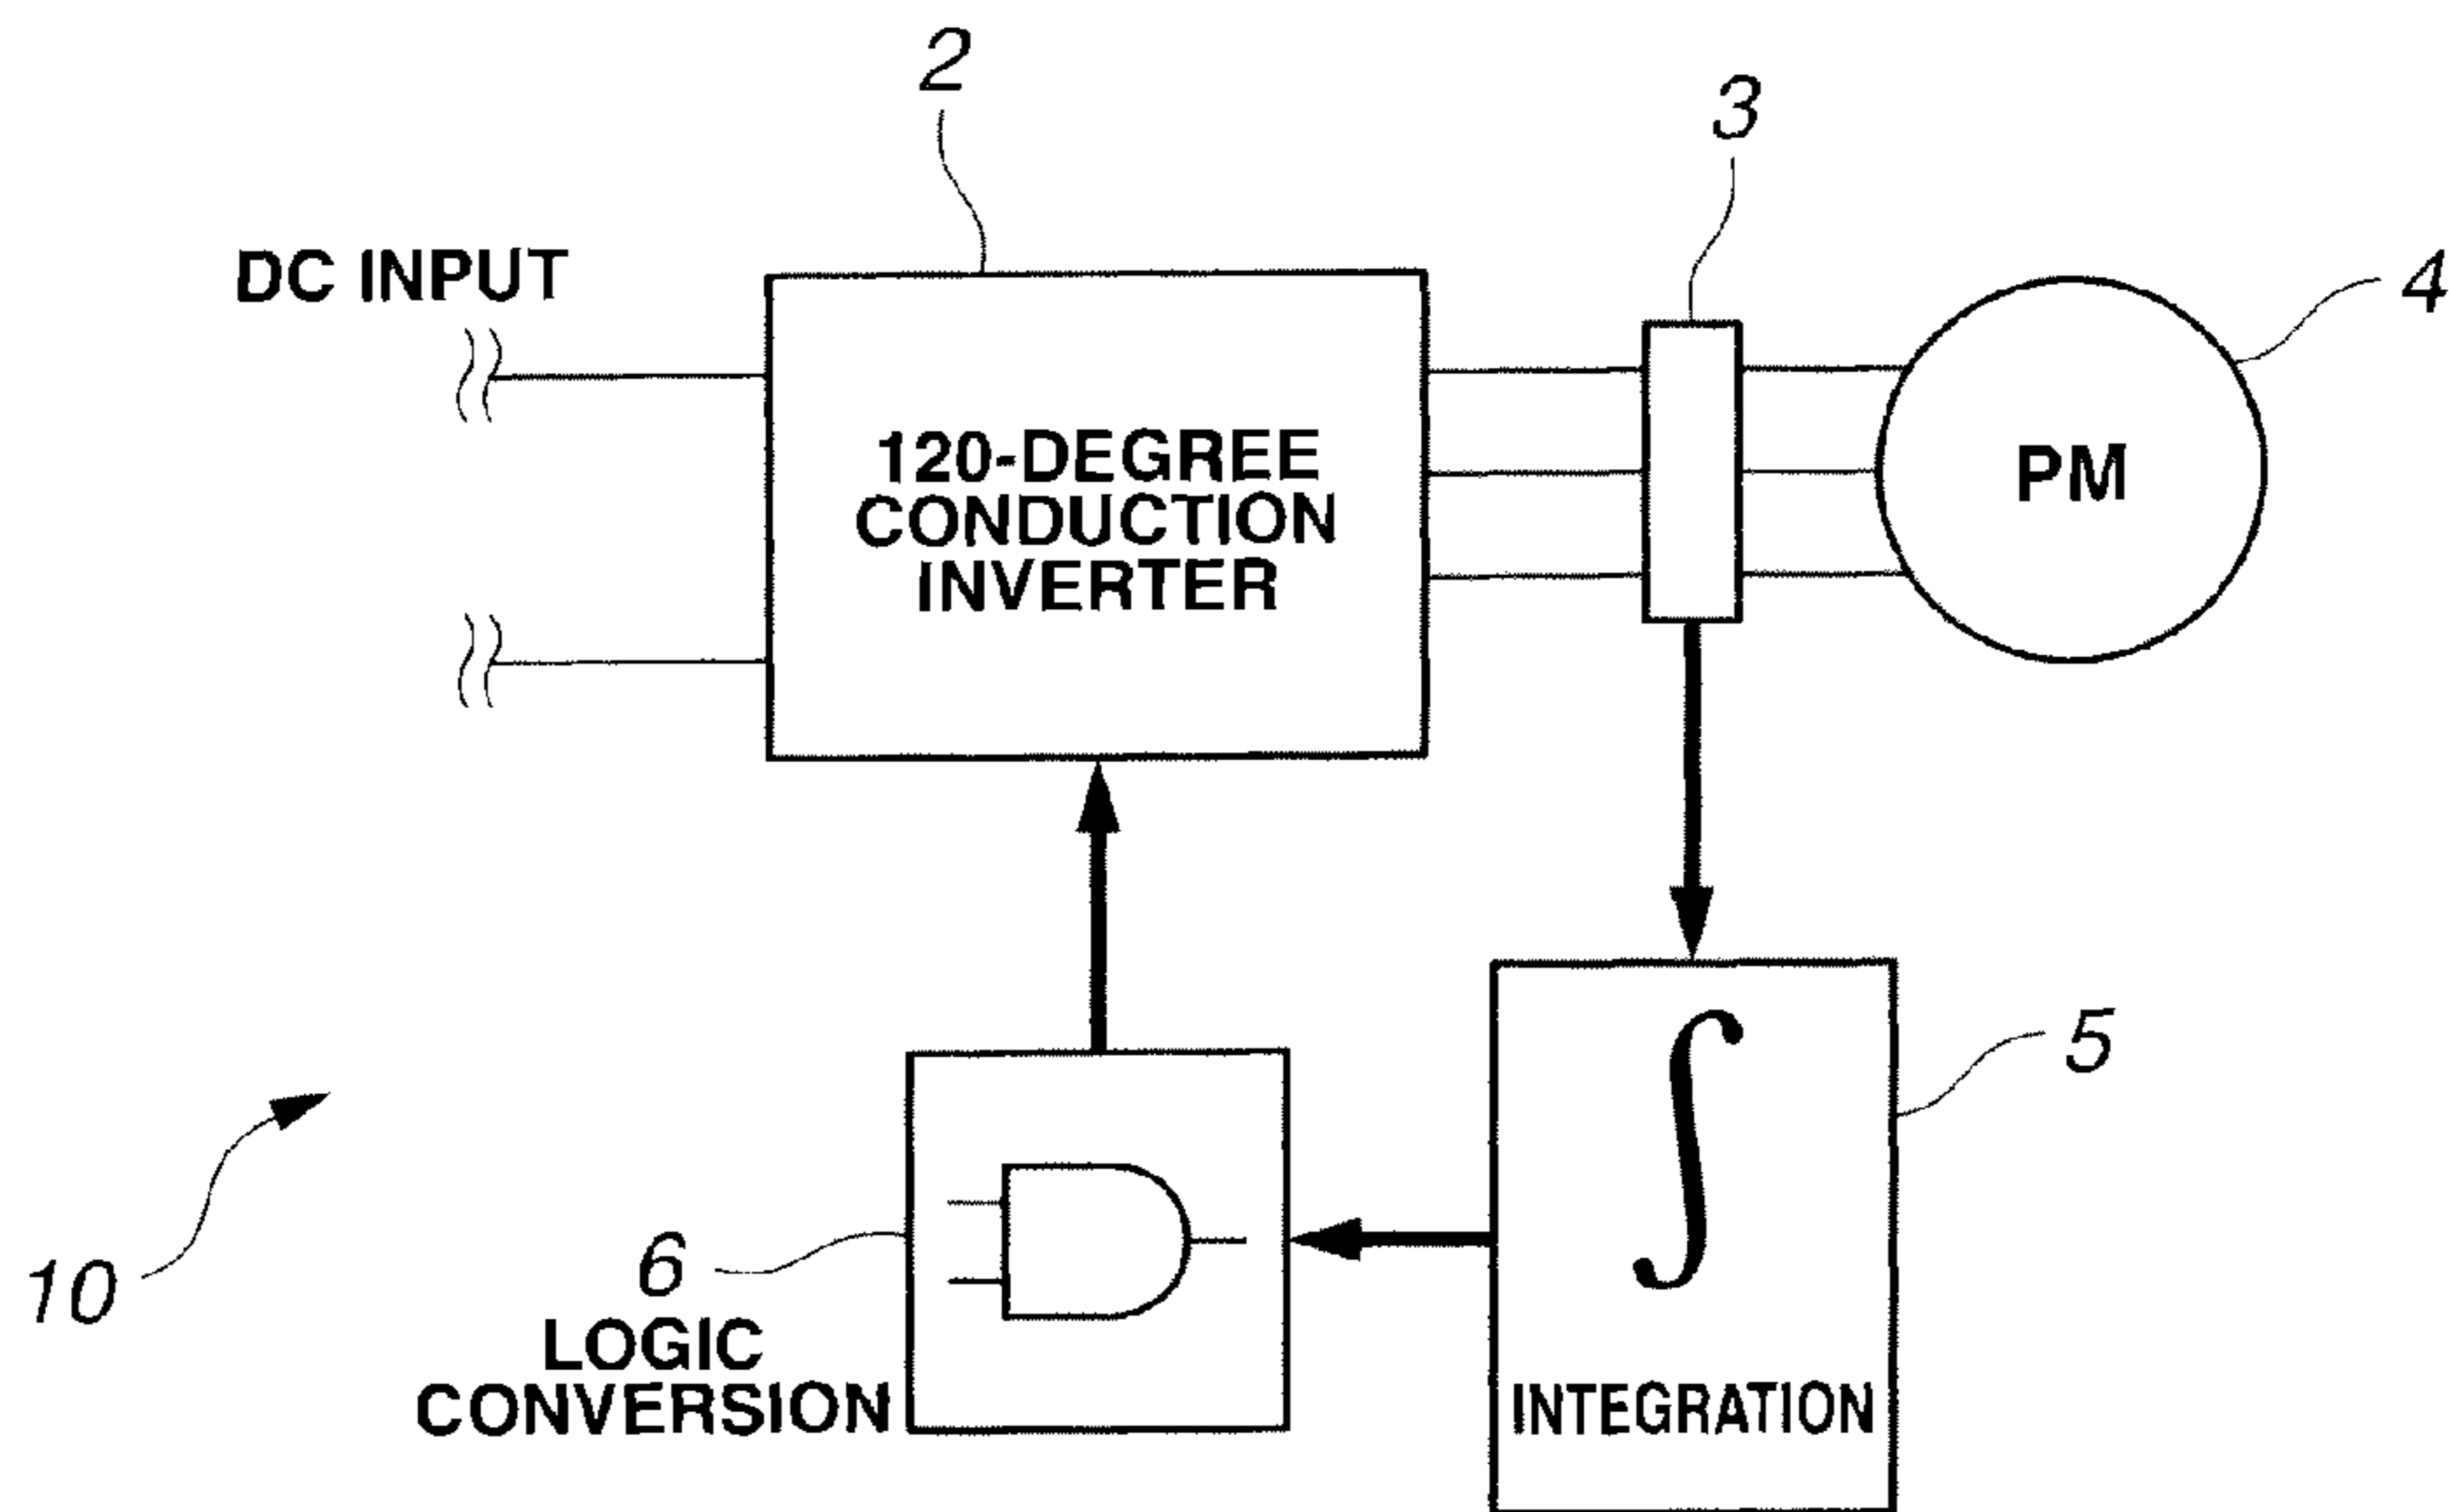 2
3
DC INPUT
4
120-DEGREE
CONDUCTION
INVERTER
PM
5
10
6
LOGIC
CONVERSION
∫
INTEGRATION